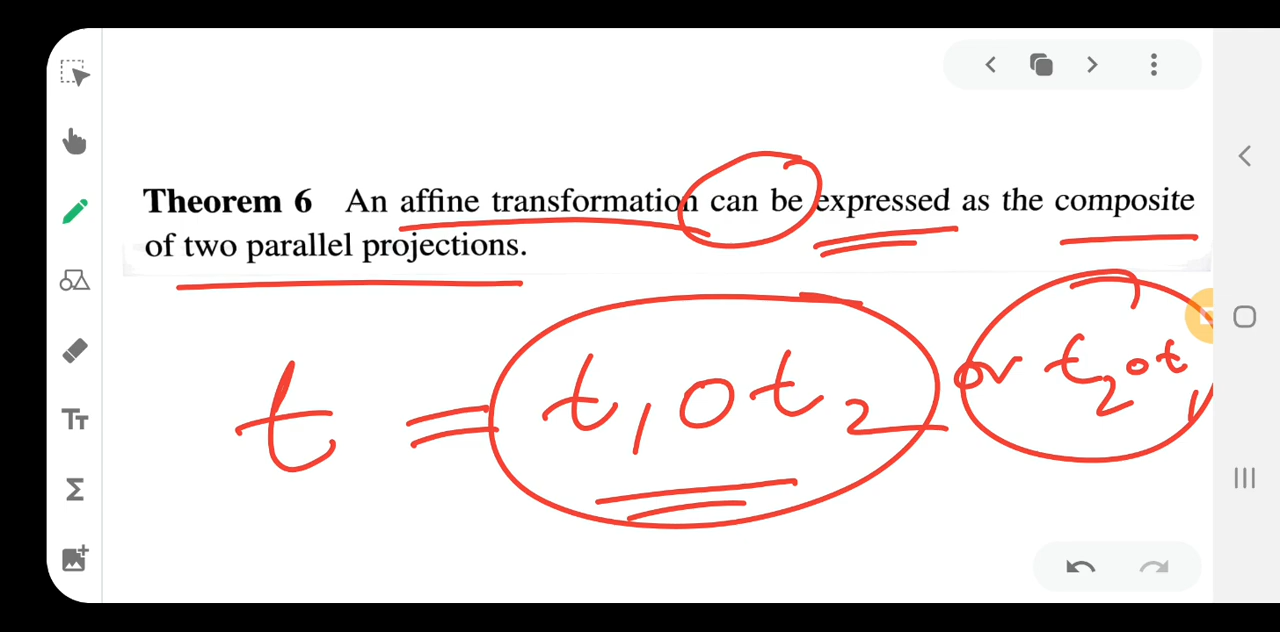 Theorem 6 An affine transformation can be expressed as the composite
of two parallel projections.
t = t₁ o t₂ or t₂ o t₁